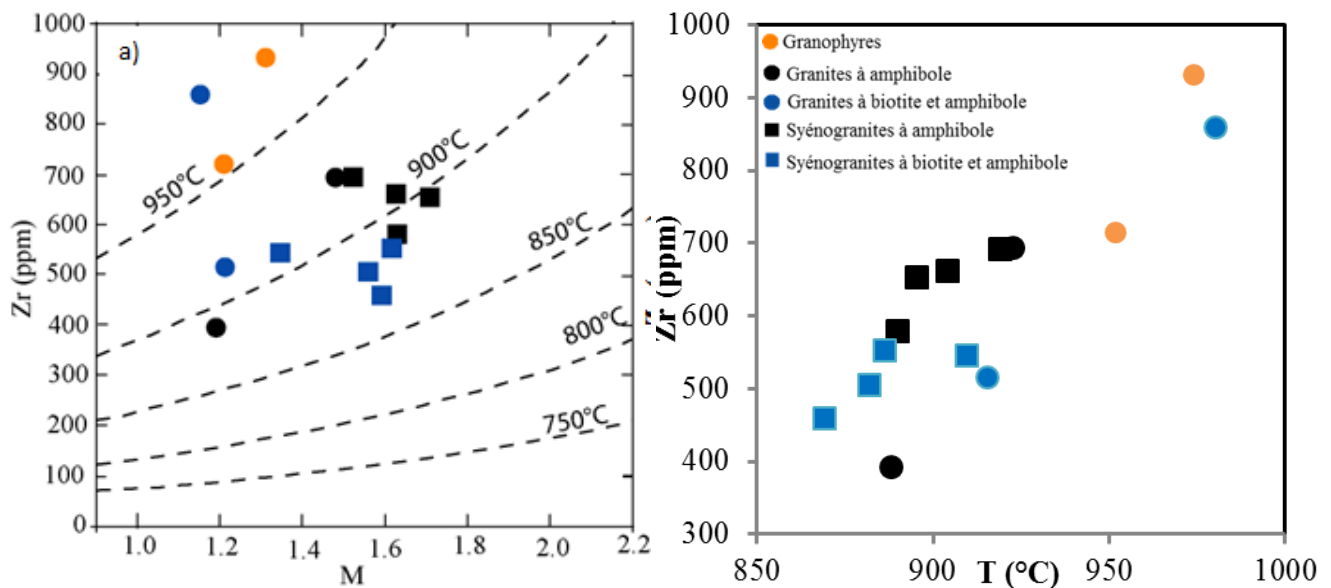 a)
1000
900
800
700
600
500
400
300
200
100
0
Zr (ppm)
950°C
900°C
850°C
800°C
750°C
1.0
1.2
1.4
1.6
1.8
2.0
2.2
M
1000
900
800
700
600
500
400
300
Zr (ppm)
Granophyres
Granites à amphibole
Granites à biotite et amphibole
Syénogranites à amphibole
Syénogranites à biotite et amphibole
850
900
950
1000
T (°C)